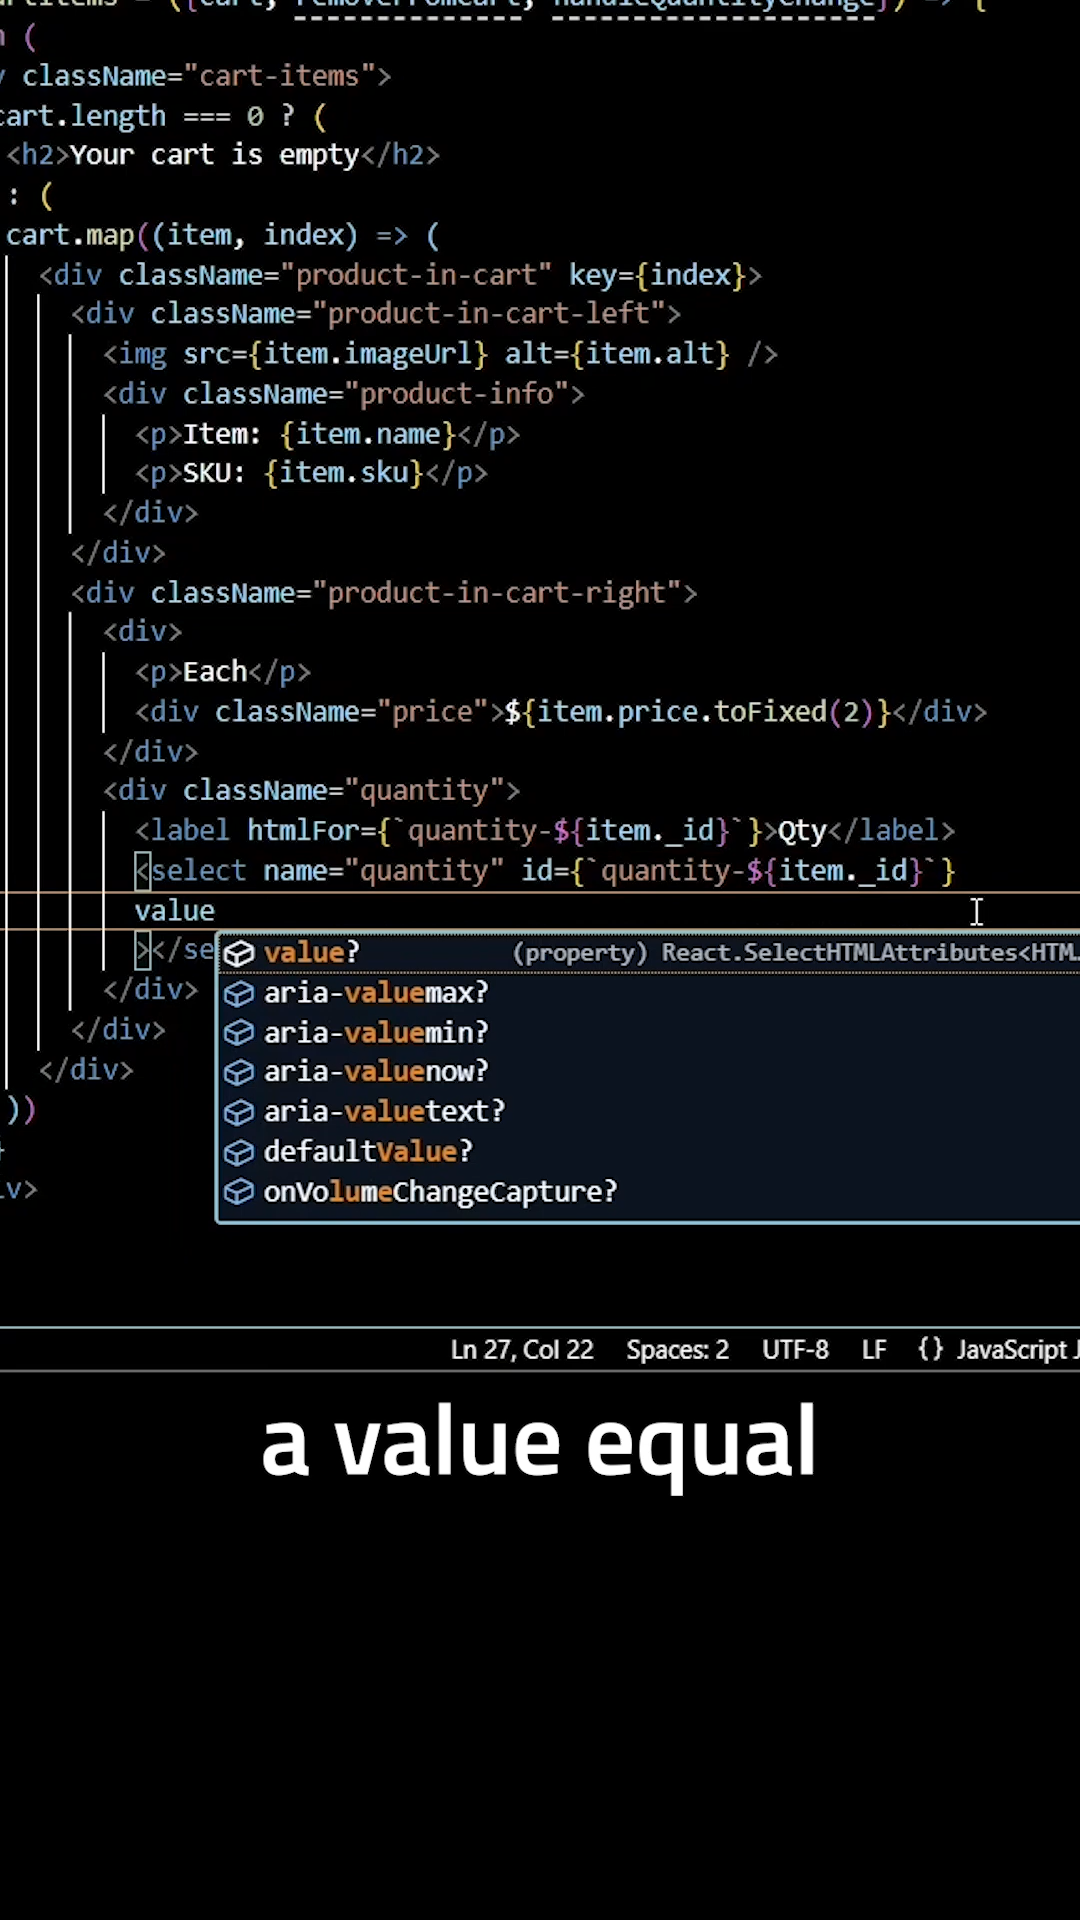 = ({cart, removeFromCart, handleQuantityChange}) => {
(
className="cart-items">
cart.length === 0 ? (
<h2>Your cart is empty</h2>
: (
cart.map((item, index) => (
<div className="product-in-cart" key={index}>
<div className="product-in-cart-left">
<img src={item.imageUrl} alt={item.alt} />
<div className="product-info">
<p>Item: {item.name}</p>
<p>SKU: {item.sku}</p>
</div>
</div>
<div className="product-in-cart-right">
<div>
<p>Each</p>
<div className="price">${item.price.toFixed(2)}</div>
</div>
<div className="quantity">
<label htmlFor={`quantity-${item._id}`}>Qty</label>
<select name="quantity" id={`quantity-${item._id}`}
value
></se
value? (property) React.SelectHTMLAttributes<HTM
aria-valuemax?
</div>
aria-valuemin?
</div>
aria-valuenow?
</div>
aria-valuetext?
))
defaultValue?
onVolumeChangeCapture?
Ln 27, Col 22 Spaces: 2 UTF-8 LF {} JavaScript J
a value equal